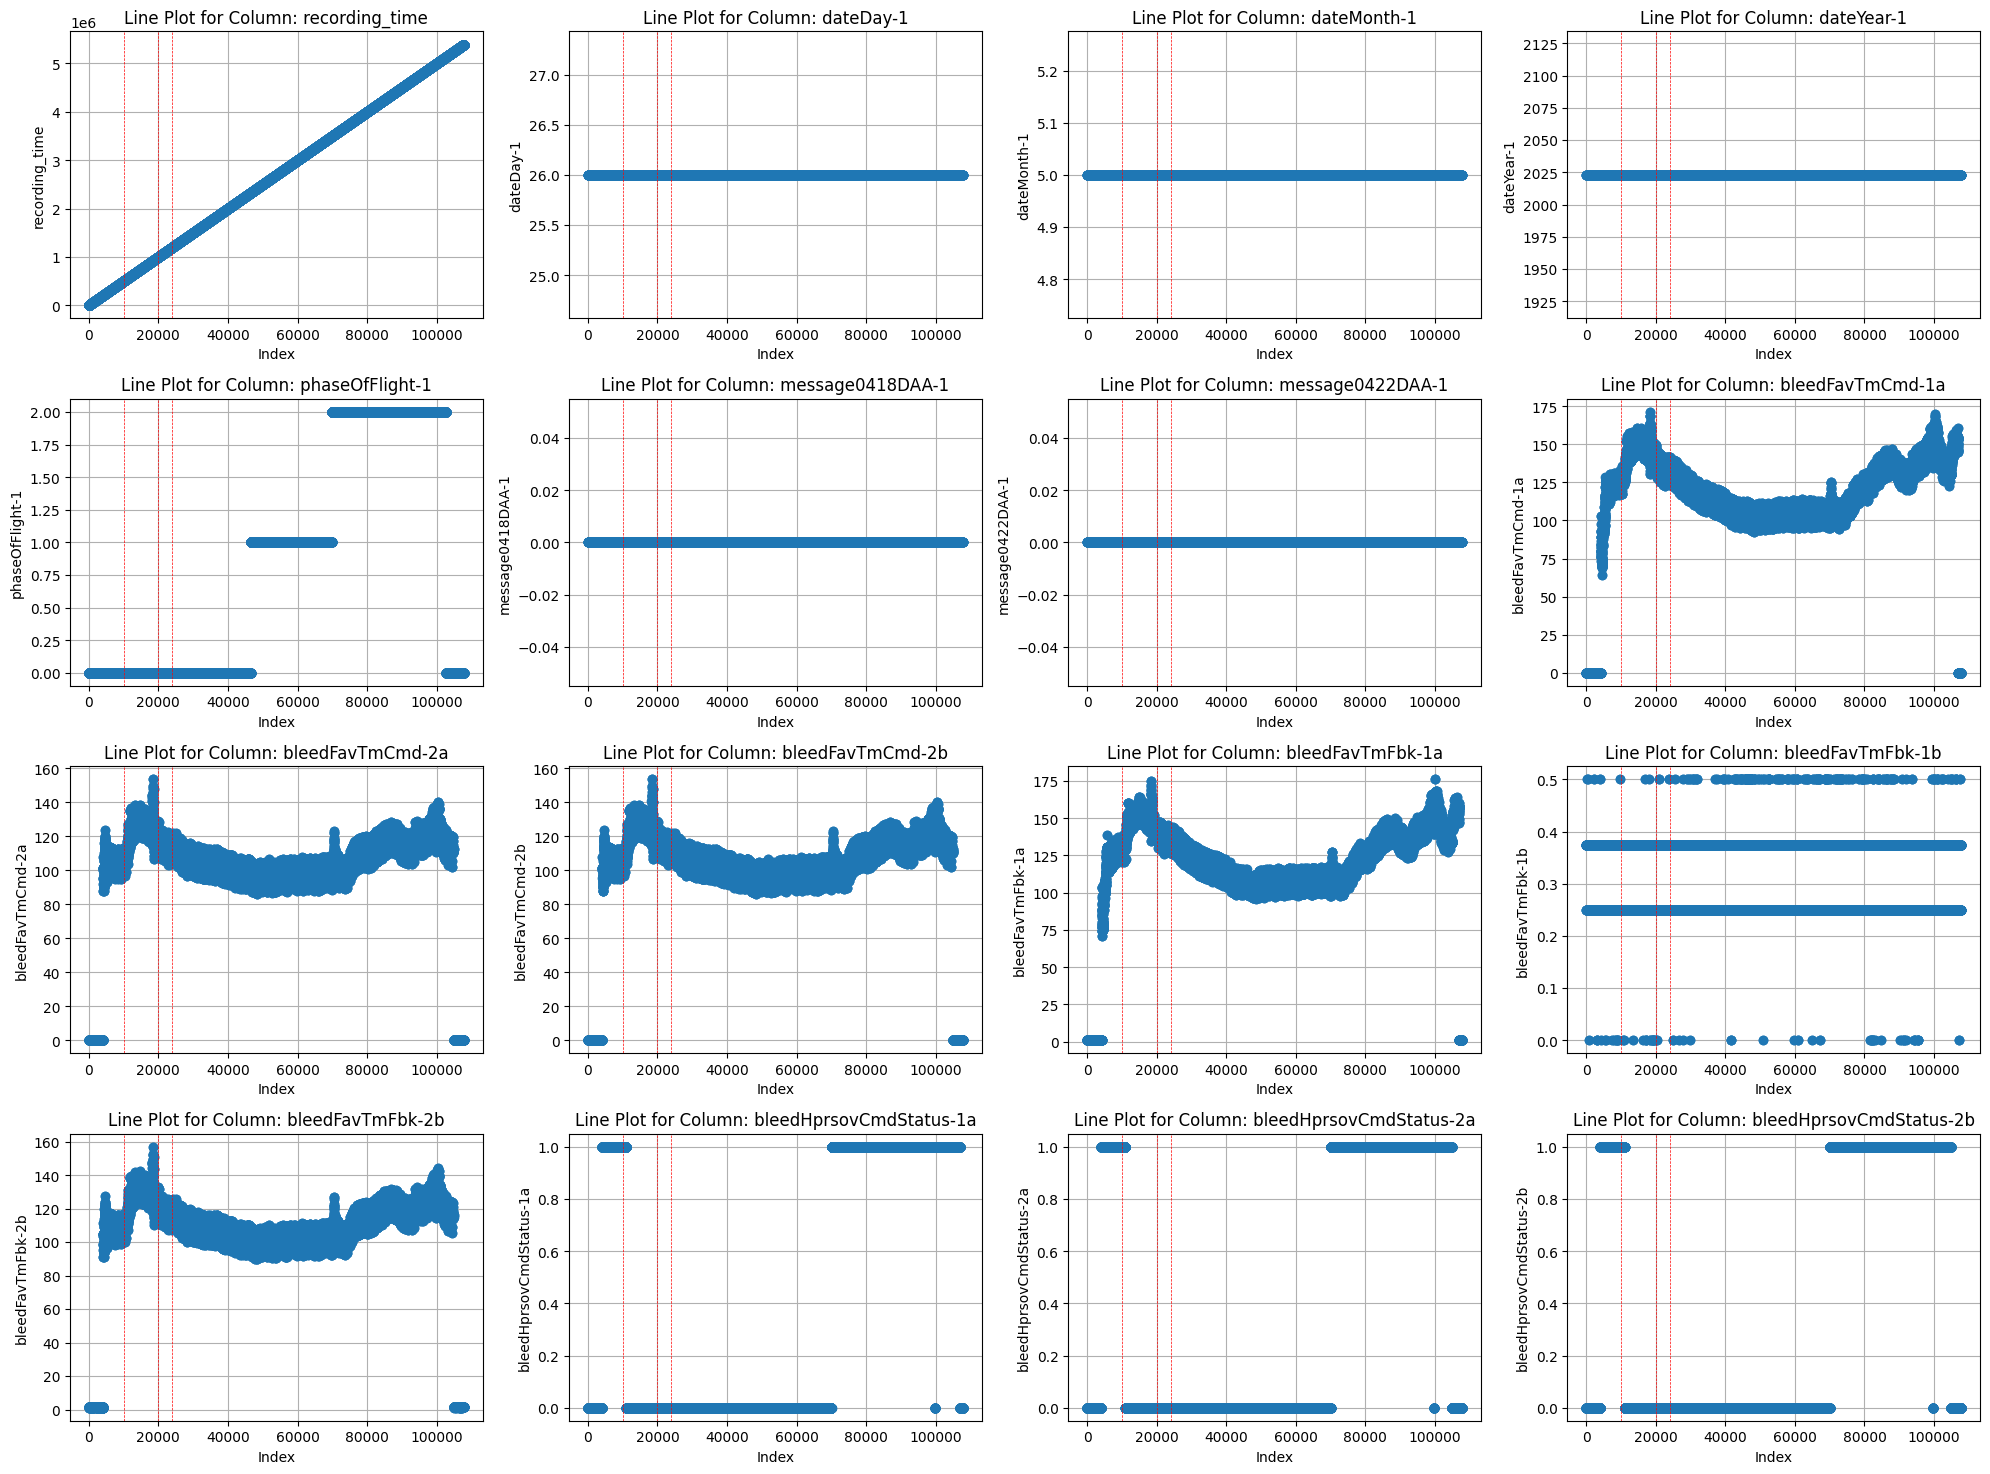 Line Plot for Column: recording_time
1e6
5
4
3
2
1
0
recording_time
0 20000 40000 60000 80000 100000
Index
Line Plot for Column: dateDay-1
27.0
26.5
26.0
25.5
25.0
dateDay-1
0 20000 40000 60000 80000 100000
Index
Line Plot for Column: dateMonth-1
5.2
5.1
5.0
4.9
4.8
dateMonth-1
0 20000 40000 60000 80000 100000
Index
Line Plot for Column: dateYear-1
2125
2100
2075
2050
2025
2000
1975
1950
1925
dateYear-1
0 20000 40000 60000 80000 100000
Index
Line Plot for Column: phaseOfFlight-1
2.00
1.75
1.50
1.25
1.00
0.75
0.50
0.25
0.00
phaseOfFlight-1
0 20000 40000 60000 80000 100000
Index
Line Plot for Column: message0418DAA-1
0.04
0.02
0.00
−0.02
−0.04
message0418DAA-1
0 20000 40000 60000 80000 100000
Index
Line Plot for Column: message0422DAA-1
0.04
0.02
0.00
−0.02
−0.04
message0422DAA-1
0 20000 40000 60000 80000 100000
Index
Line Plot for Column: bleedFavTmCmd-1a
175
150
125
100
75
50
25
0
bleedFavTmCmd-1a
0 20000 40000 60000 80000 100000
Index
Line Plot for Column: bleedFavTmCmd-2a
160
140
120
100
80
60
40
20
0
bleedFavTmCmd-2a
0 20000 40000 60000 80000 100000
Index
Line Plot for Column: bleedFavTmCmd-2b
160
140
120
100
80
60
40
20
0
bleedFavTmCmd-2b
0 20000 40000 60000 80000 100000
Index
Line Plot for Column: bleedFavTmFbk-1a
175
150
125
100
75
50
25
0
bleedFavTmFbk-1a
0 20000 40000 60000 80000 100000
Index
Line Plot for Column: bleedFavTmFbk-1b
0.5
0.4
0.3
0.2
0.1
0.0
bleedFavTmFbk-1b
0 20000 40000 60000 80000 100000
Index
Line Plot for Column: bleedFavTmFbk-2b
160
140
120
100
80
60
40
20
0
bleedFavTmFbk-2b
0 20000 40000 60000 80000 100000
Index
Line Plot for Column: bleedHprsovCmdStatus-1a
1.0
0.8
0.6
0.4
0.2
0.0
bleedHprsovCmdStatus-1a
0 20000 40000 60000 80000 100000
Index
Line Plot for Column: bleedHprsovCmdStatus-2a
1.0
0.8
0.6
0.4
0.2
0.0
bleedHprsovCmdStatus-2a
0 20000 40000 60000 80000 100000
Index
Line Plot for Column: bleedHprsovCmdStatus-2b
1.0
0.8
0.6
0.4
0.2
0.0
bleedHprsovCmdStatus-2b
0 20000 40000 60000 80000 100000
Index